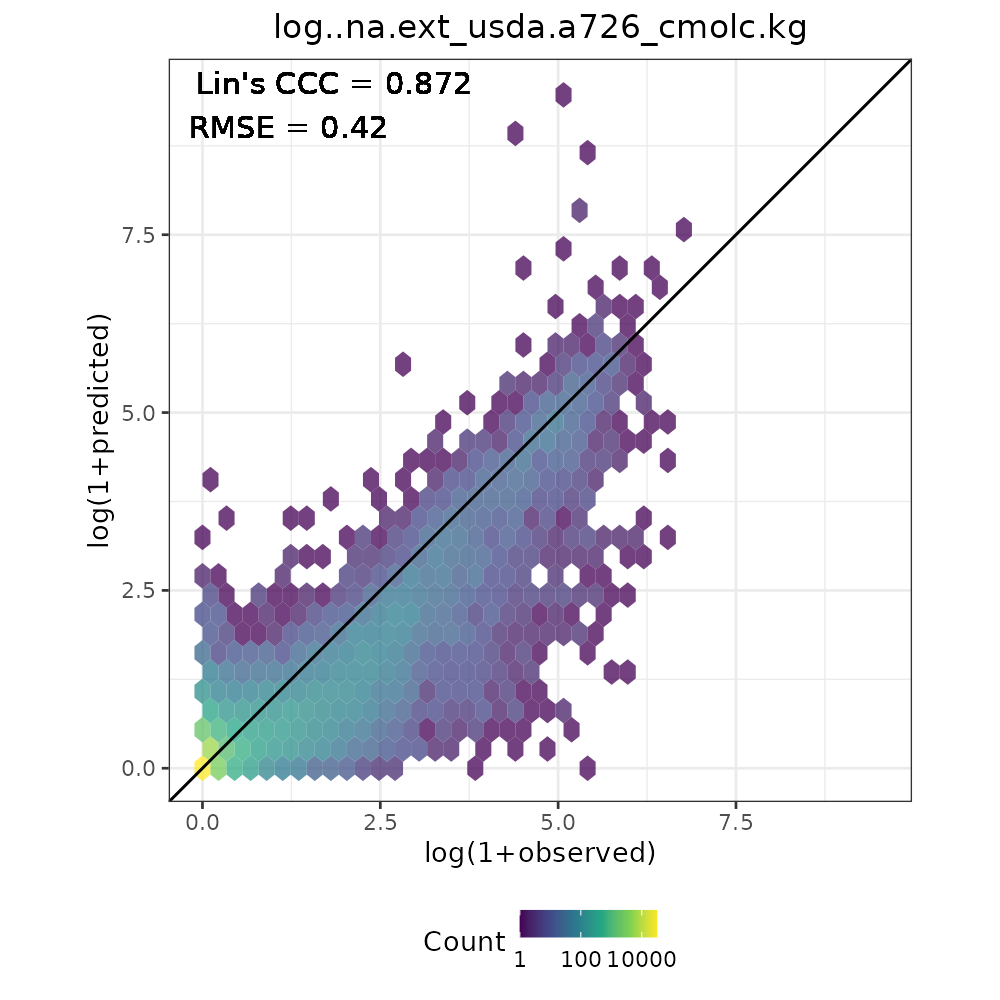 log..na.ext_usda.a726_cmolc.kg
Lin's CCC = 0.872
RMSE = 0.42
log(1+predicted)
7.5
5.0
2.5
0.0
0.0 2.5 5.0 7.5
log(1+observed)
Count
1 100 10000